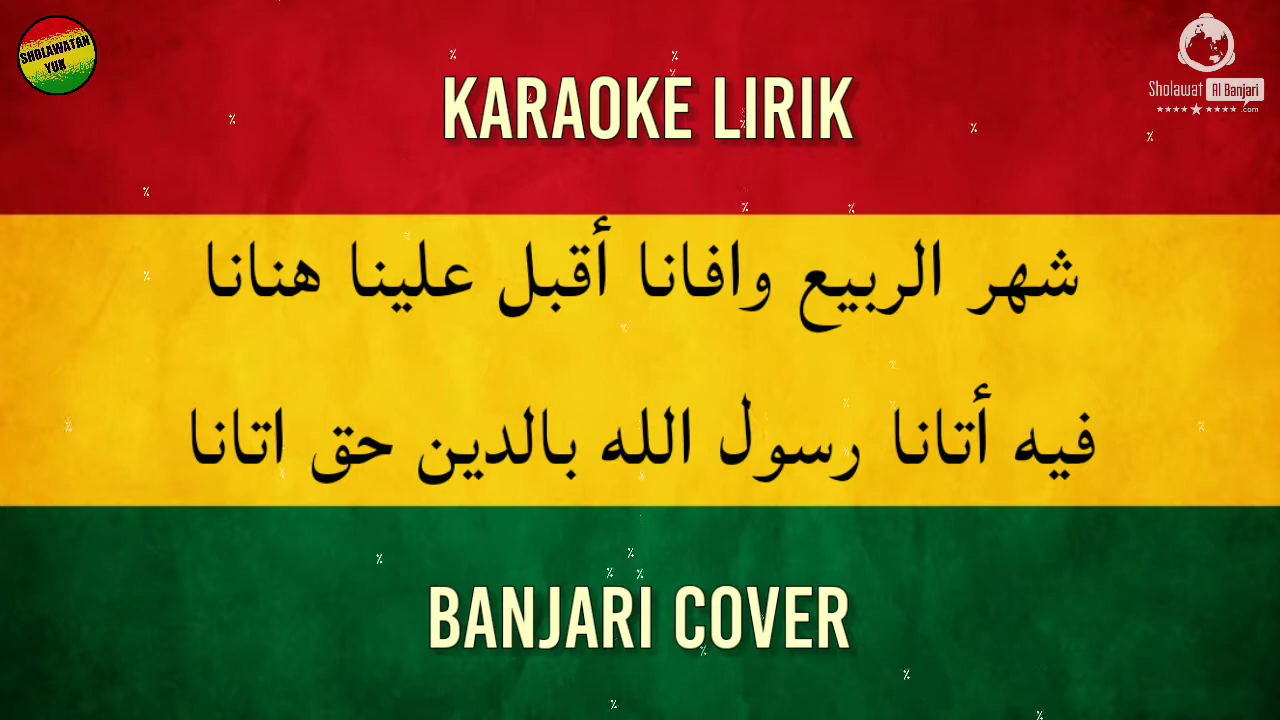 SHOLAWATAN
YUK
Sholawat Al Banjari
.com
KARAOKE LIRIK
شهر الربيع وافانا أقبل علينا هنانا
فيه أتانا رسول الله بالدين حق اتانا
BANJARI COVER